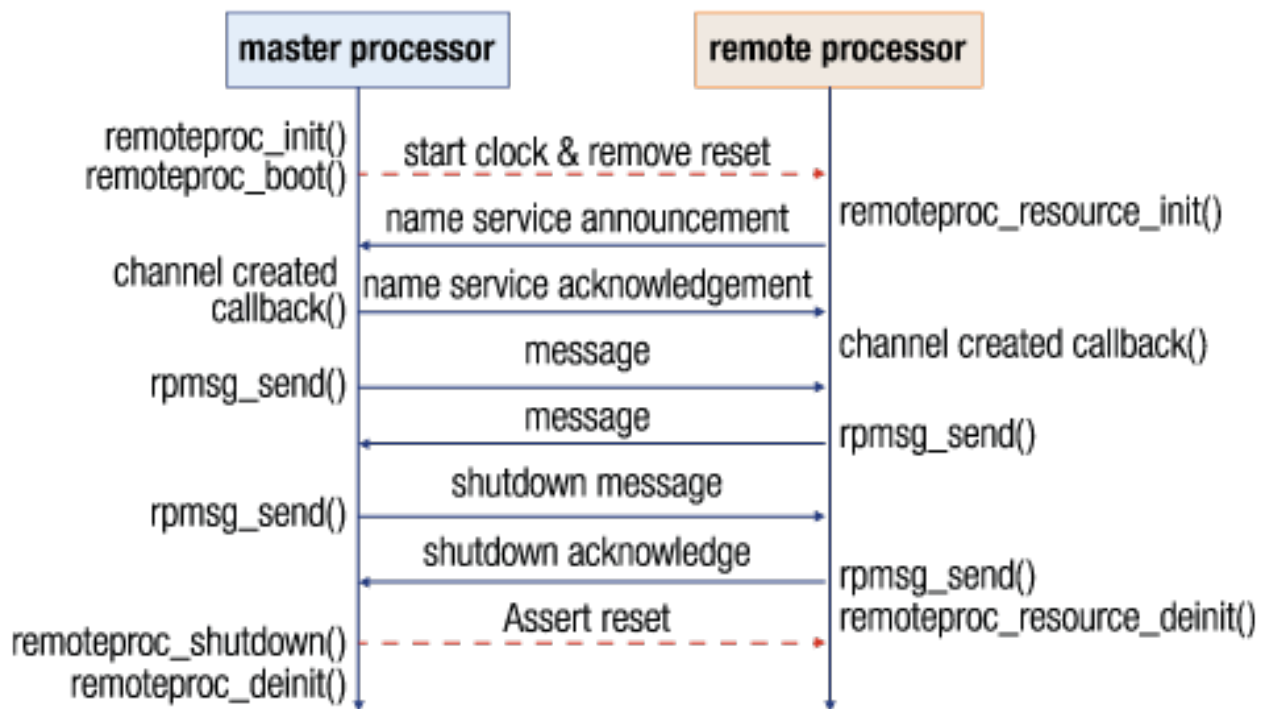 master processor
remote processor
remoteproc_init()
start clock & remove reset
remoteproc_boot()
name service announcement
remoteproc_resource_init()
channel created
callback()
name service acknowledgement
message
channel created callback()
rpmsg_send()
message
rpmsg_send()
shutdown message
rpmsg_send()
shutdown acknowledge
rpmsg_send()
Assert reset
remoteproc_resource_deinit()
remoteproc_shutdown()
remoteproc_deinit()